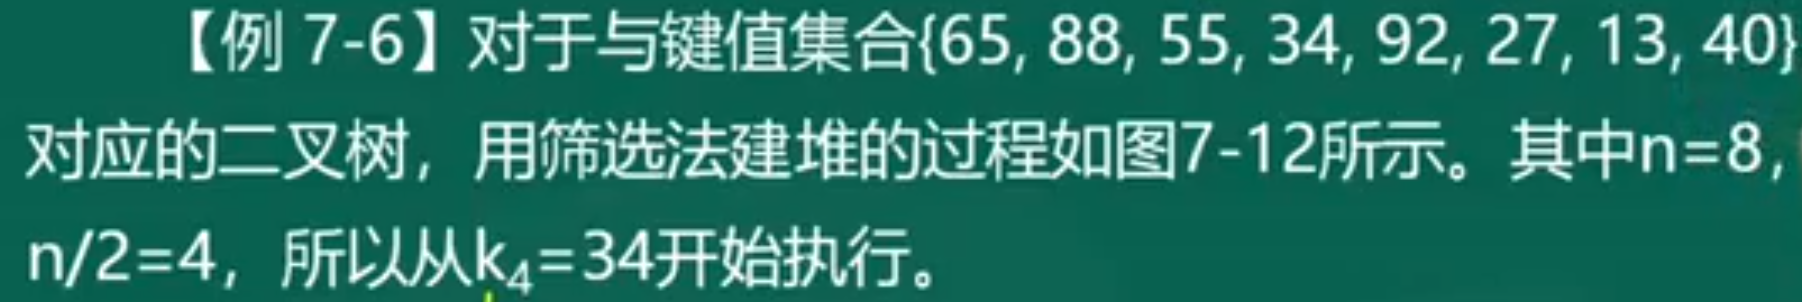 【例 7-6】对于与键值集合{65, 88, 55, 34, 92, 27, 13, 40}
对应的二叉树，用筛选法建堆的过程如图7-12所示。其中n=8，
n/2=4，所以从k₄=34开始执行。